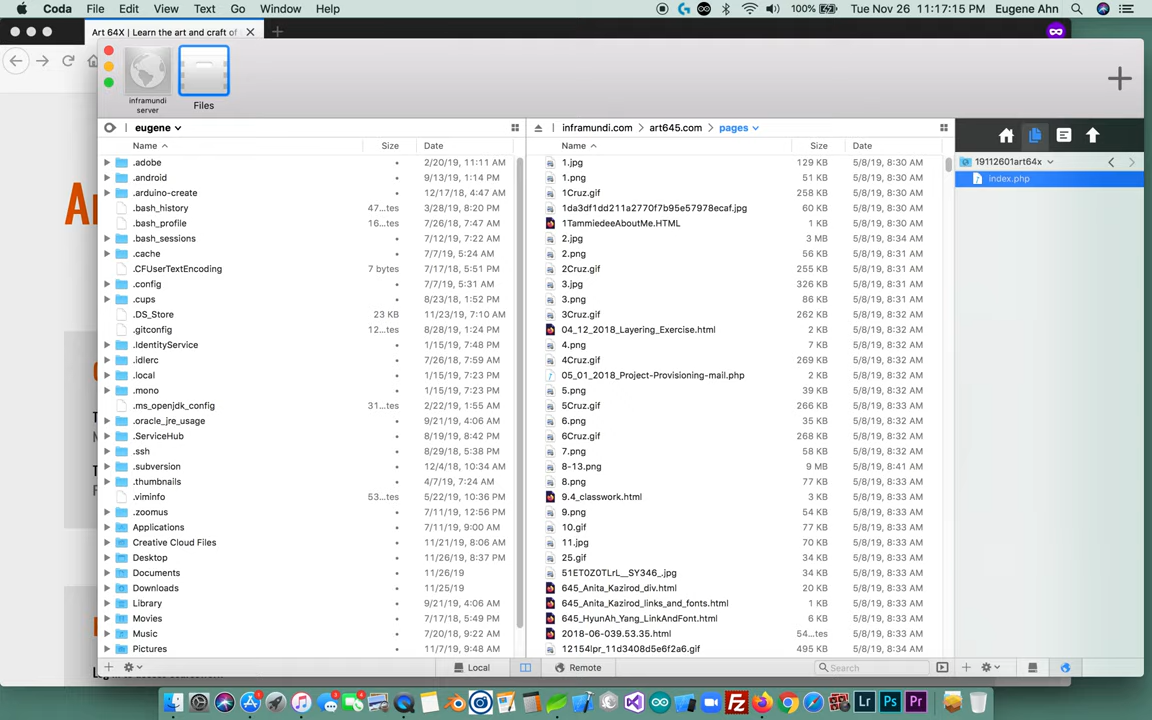 Coda File Edit View Text Go Window Help 100% Tue Nov 26 11:17:15 PM Eugene Ahn
Art 64X | Learn the art and craft of
inframundi server
Files
eugene
inframundi.com art645.com pages
Name Size Date Name Size Date
19112601art64x
index.php
.adobe • 2/20/19, 11:11 AM 1.jpg 129 KB 5/8/19, 8:30 AM
.android • 9/13/19, 1:14 PM 1.png 51 KB 5/8/19, 8:30 AM
.arduino-create • 12/17/18, 4:47 AM 1Cruz.gif 258 KB 5/8/19, 8:30 AM
.bash_history 47...tes 3/28/19, 8:20 PM 1da3df1dd211a2770f7b95e57978ecaf.jpg 60 KB 5/8/19, 8:30 AM
.bash_profile 16...tes 7/26/18, 7:47 AM 1TammiedeeAboutMe.HTML 1 KB 5/8/19, 8:30 AM
.bash_sessions • 7/12/19, 7:22 AM 2.jpg 3 MB 5/8/19, 8:34 AM
.cache • 7/7/19, 5:24 AM 2.png 56 KB 5/8/19, 8:31 AM
.CFUserTextEncoding 7 bytes 7/17/18, 5:51 PM 2Cruz.gif 255 KB 5/8/19, 8:31 AM
.config • 7/7/19, 5:31 AM 3.jpg 326 KB 5/8/19, 8:31 AM
.cups • 8/23/18, 1:52 PM 3.png 86 KB 5/8/19, 8:31 AM
.DS_Store 23 KB 11/23/19, 7:10 AM 3Cruz.gif 262 KB 5/8/19, 8:32 AM
.gitconfig 12...tes 8/28/19, 1:24 PM 04_12_2018_Layering_Exercise.html 2 KB 5/8/19, 8:32 AM
.IdentityService • 1/15/19, 7:48 PM 4.png 7 KB 5/8/19, 8:32 AM
.idlerc • 7/26/18, 7:59 AM 4Cruz.gif 269 KB 5/8/19, 8:32 AM
.local • 1/15/19, 7:23 PM 05_01_2018_Project-Provisioning-mail.php 2 KB 5/8/19, 8:32 AM
.mono • 1/15/19, 7:23 PM 5.png 39 KB 5/8/19, 8:32 AM
.ms_openjdk_config 31...tes 2/22/19, 1:55 AM 5Cruz.gif 266 KB 5/8/19, 8:33 AM
.oracle_jre_usage • 9/21/19, 4:06 AM 6.png 35 KB 5/8/19, 8:33 AM
.ServiceHub • 8/19/19, 8:42 PM 6Cruz.gif 268 KB 5/8/19, 8:33 AM
.ssh • 8/29/18, 5:38 PM 7.png 58 KB 5/8/19, 8:33 AM
.subversion • 12/4/18, 10:34 AM 8-13.png 9 MB 5/8/19, 8:41 AM
.thumbnails • 4/7/19, 7:24 AM 8.png 77 KB 5/8/19, 8:33 AM
.viminfo 53...tes 5/22/19, 10:36 PM 9.4_classwork.html 3 KB 5/8/19, 8:33 AM
.zoomus • 7/11/19, 12:56 PM 9.png 54 KB 5/8/19, 8:33 AM
Applications • 7/11/19, 9:00 AM 10.gif 77 KB 5/8/19, 8:33 AM
Creative Cloud Files • 11/21/19, 8:06 AM 11.jpg 70 KB 5/8/19, 8:33 AM
Desktop • 11/26/19, 8:37 PM 25.gif 34 KB 5/8/19, 8:33 AM
Documents • 11/26/19 51ET0Z0TLrL__SY346_.jpg 34 KB 5/8/19, 8:33 AM
Downloads • 11/25/19 645_Anita_Kazirod_div.html 20 KB 5/8/19, 8:33 AM
Library • 9/21/19, 4:06 AM 645_Anita_Kazirod_links_and_fonts.html 1 KB 5/8/19, 8:33 AM
Movies • 7/17/18, 5:49 PM 645_HyunAh_Yang_LinkAndFont.html 6 KB 5/8/19, 8:33 AM
Music • 7/20/18, 9:22 AM 2018-06-039.53.35.html 54...tes 5/8/19, 8:33 AM
Pictures • 11/7/19, 9:48 AM 12154lpr_11d3408d5e6f2a6.gif 495 KB 5/8/19, 8:33 AM
Local Remote Search